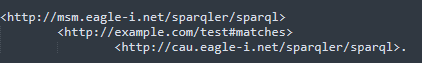 <http://msm.eagle-i.net/sparqler/sparql>
<http://example.com/test#matches>
<http://cau.eagle-i.net/sparqler/sparql>.